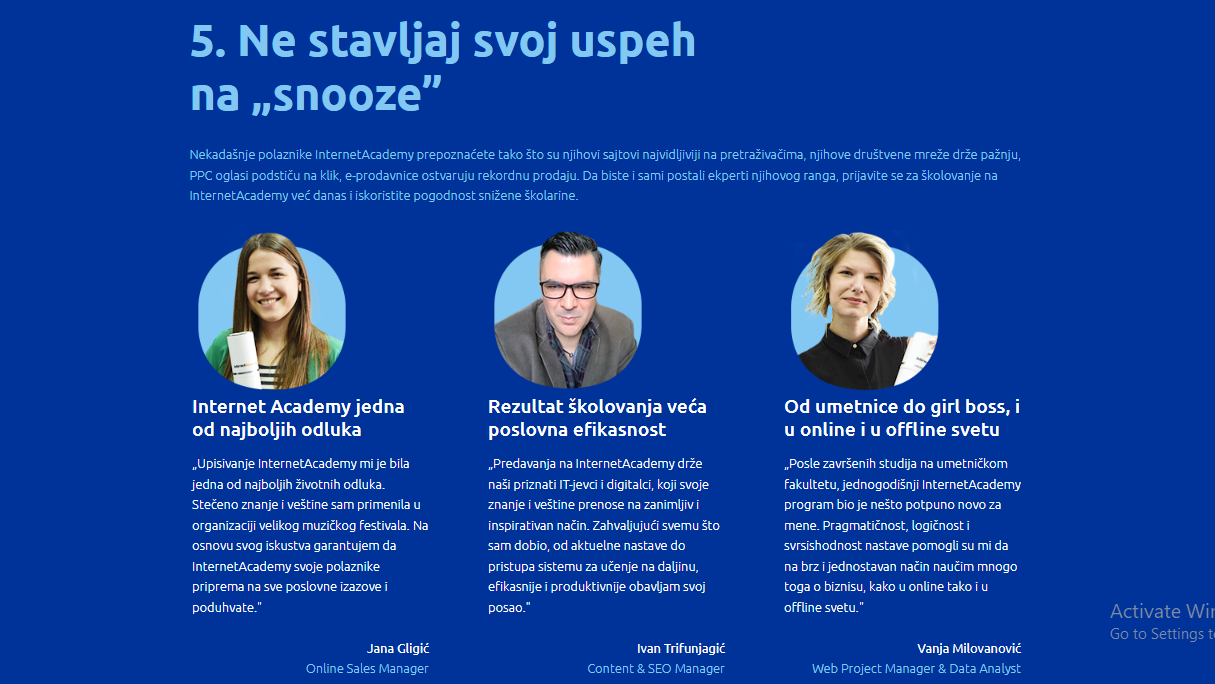 5. Ne stavljaj svoj uspeh
na „snooze”
Nekadašnje polaznike InternetAcademy prepoznaćete tako što su njihovi sajtovi najvidljiviji na pretraživačima, njihove društvene mreže drže pažnju,
PPC oglasi podstiču na klik, e-prodavnice ostvaruju rekordnu prodaju. Da biste i sami postali eksperti njihovog ranga, prijavite se za školovanje na
InternetAcademy već danas i iskoristite pogodnost snižene školarine.
Internet Academy jedna
od najboljih odluka
„Upisivanje InternetAcademy mi je bila
jedna od najboljih životnih odluka.
Stečeno znanje i veštine sam primenila u
organizaciji velikog muzičkog festivala. Na
osnovu svog iskustva garantujem da
InternetAcademy svoje polaznike
priprema na sve poslovne izazove i
poduhvate."
Jana Gligić
Online Sales Manager
Rezultat školovanja veća
poslovna efikasnost
„Predavanja na InternetAcademy drže
naši priznati IT-jevci i digitalci, koji svoje
znanje i veštine prenose na zanimljiv i
inspirativan način. Zahvaljujući svemu što
sam dobio, od aktuelne nastave do
pristupa sistemu za učenje na daljinu,
efikasnije i produktivnije obavljam svoj
posao."
Ivan Trifunjagić
Content & SEO Manager
Od umetnice do girl boss, i
u online i u offline svetu
„Posle završenih studija na umetničkom
fakultetu, jednogodišnji InternetAcademy
program bio je nešto potpuno novo za
mene. Pragmatičnost, logičnost i
svrsishodnost nastave pomogli su mi da
na brz i jednostavan način naučim mnogo
toga o biznisu, kako u online tako i u
offline svetu."
Vanja Milovanović
Web Project Manager & Data Analyst
Activate Win
Go to Settings t